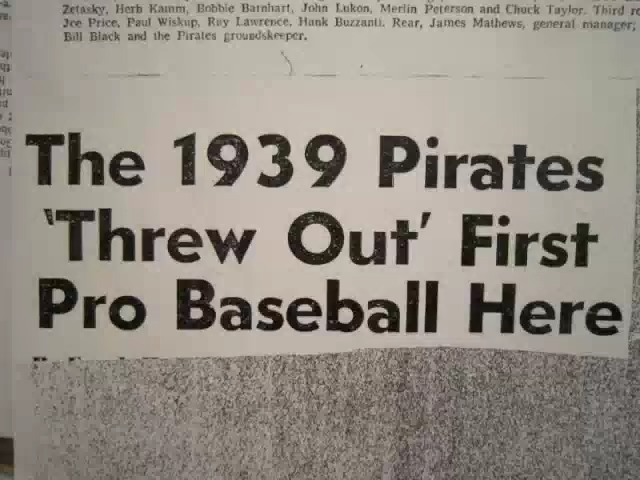 Zetasky, Herb Kamm, Bobbie Barnhart, John Lukon, Merlin Peterson and Chuck Taylor. Third
Joe Price, Paul Wiskup, Ray Lawrence, Hank Buzzanti. Rear, James Mathews, general manager;
Bill Black and the Pirates groundskeeper.
The 1939 Pirates
'Threw Out' First
Pro Baseball Here